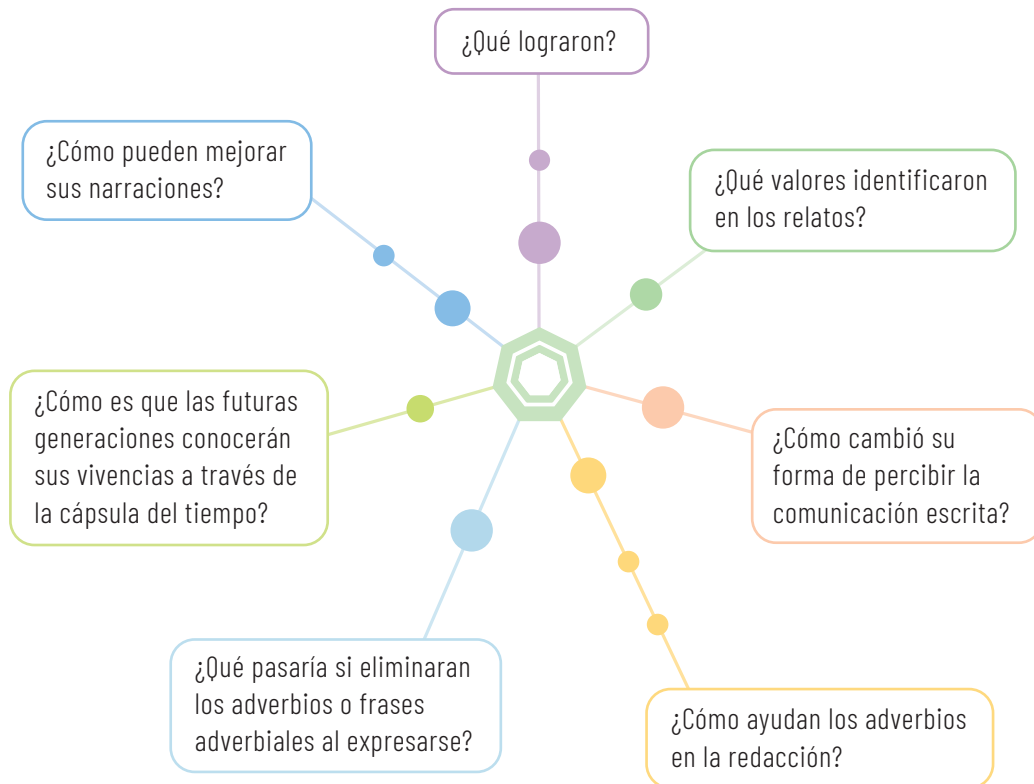 ¿Qué lograron?
¿Cómo pueden mejorar
sus narraciones?
¿Qué valores identificaron
en los relatos?
¿Cómo es que las futuras
generaciones conocerán
sus vivencias a través de
la cápsula del tiempo?
¿Cómo cambió su
forma de percibir la
comunicación escrita?
¿Qué pasaría si eliminaran
los adverbios o frases
adverbiales al expresarse?
¿Cómo ayudan los adverbios
en la redacción?